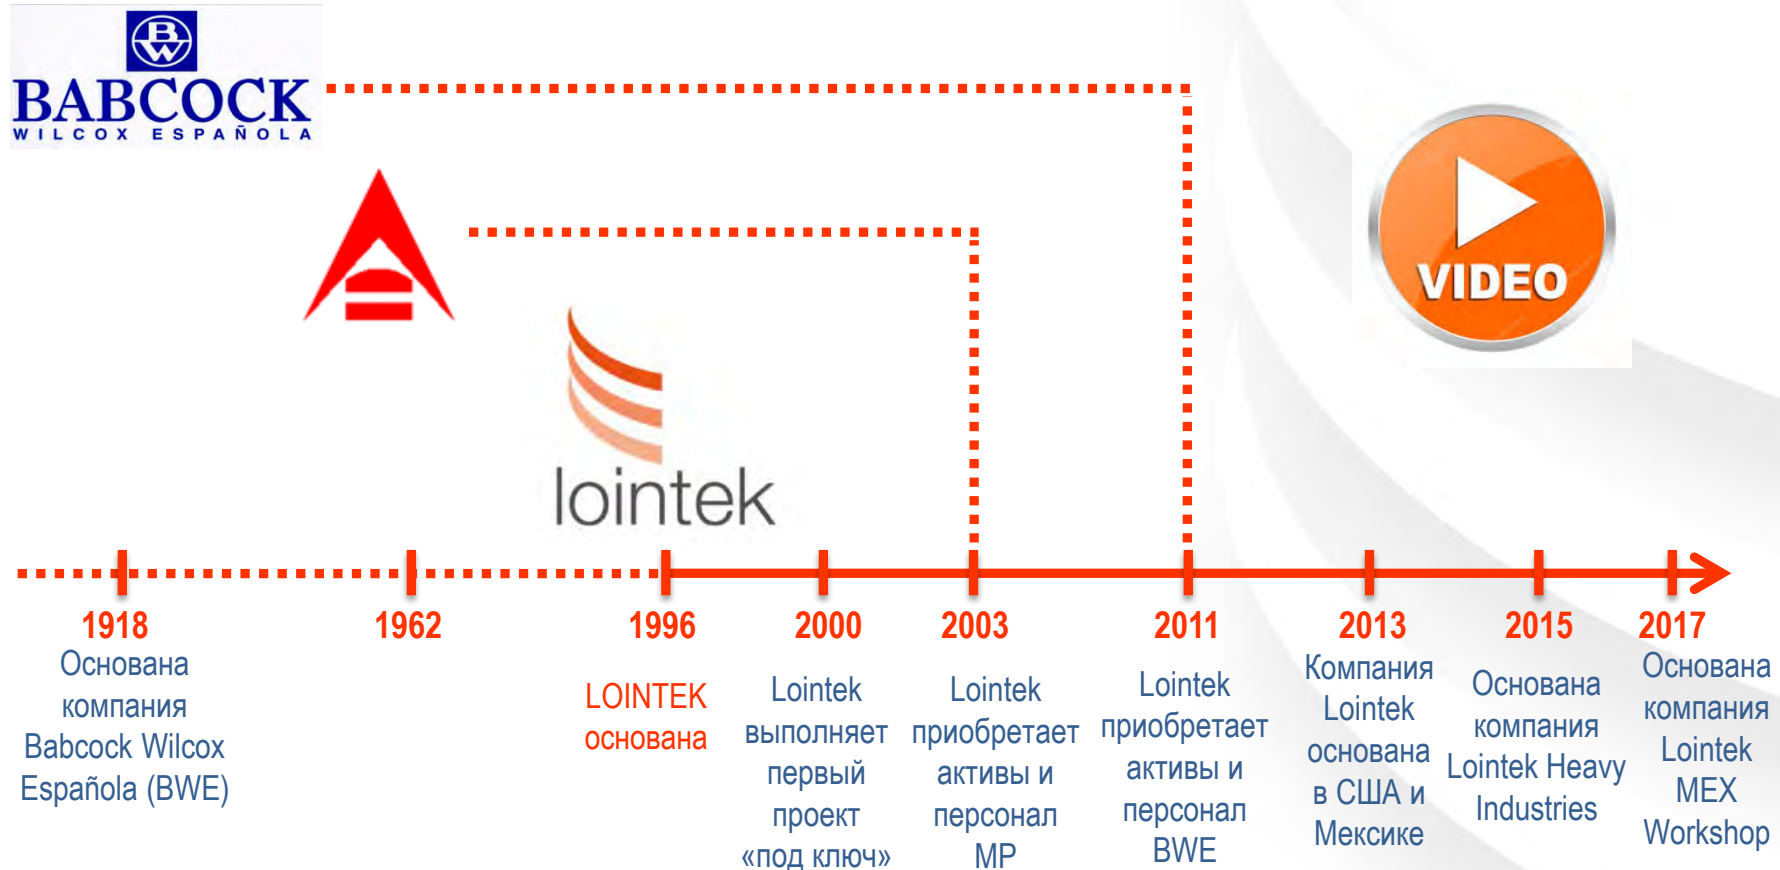 BW
BABCOCK
WILCOX ESPAÑOLA
VIDEO
lointek
1918
Основана
компания
Babcock Wilcox
Española (BWE)
1962
1996
LOINTEK
основана
2000
Lointek
выполняет
первый
проект
«под ключ»
2003
Lointek
приобретает
активы и
персонал
MP
2011
Lointek
приобретает
активы и
персонал
BWE
2013
Компания
Lointek
основана
в США и
Мексике
2015
Основана
компания
Lointek Heavy
Industries
2017
Основана
компания
Lointek
MEX
Workshop